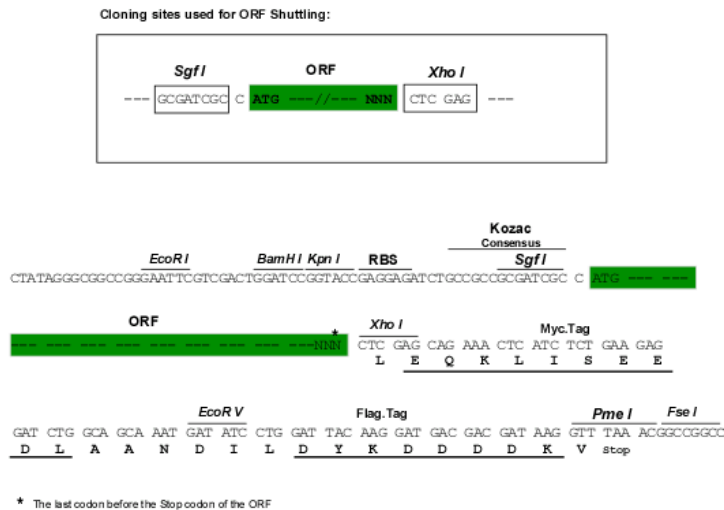 Cloning sites used for ORF Shuttling:
Sgf I ORF Xho I
--- GCGATCGC C ATG ---//--- NNN CTC GAG ---
Kozac
Consensus
EcoR I BamH I Kpn I RBS Sgf I
CTATAGGGCGGCCGGGAATTCGTCGACTGGATCCGGTACCGAGGAGATCTGCCGCCGCGATCGC C ATG --- ---
ORF
* Xho I Myc.Tag
--- --- --- --- --- --- --- --- --- --- ---NNN CTC GAG CAG AAA CTC ATC TCT GAA GAG
L E Q K L I S E E
EcoR V Flag.Tag Pme I Fse I
GAT CTG GCA GCA AAT GAT ATC CTG GAT TAC AAG GAT GAC GAC GAT AAG GTT TAA ACGGCCGGCC
D L A A N D I L D Y K D D D D K V Stop
* The last codon before the Stop codon of the ORF